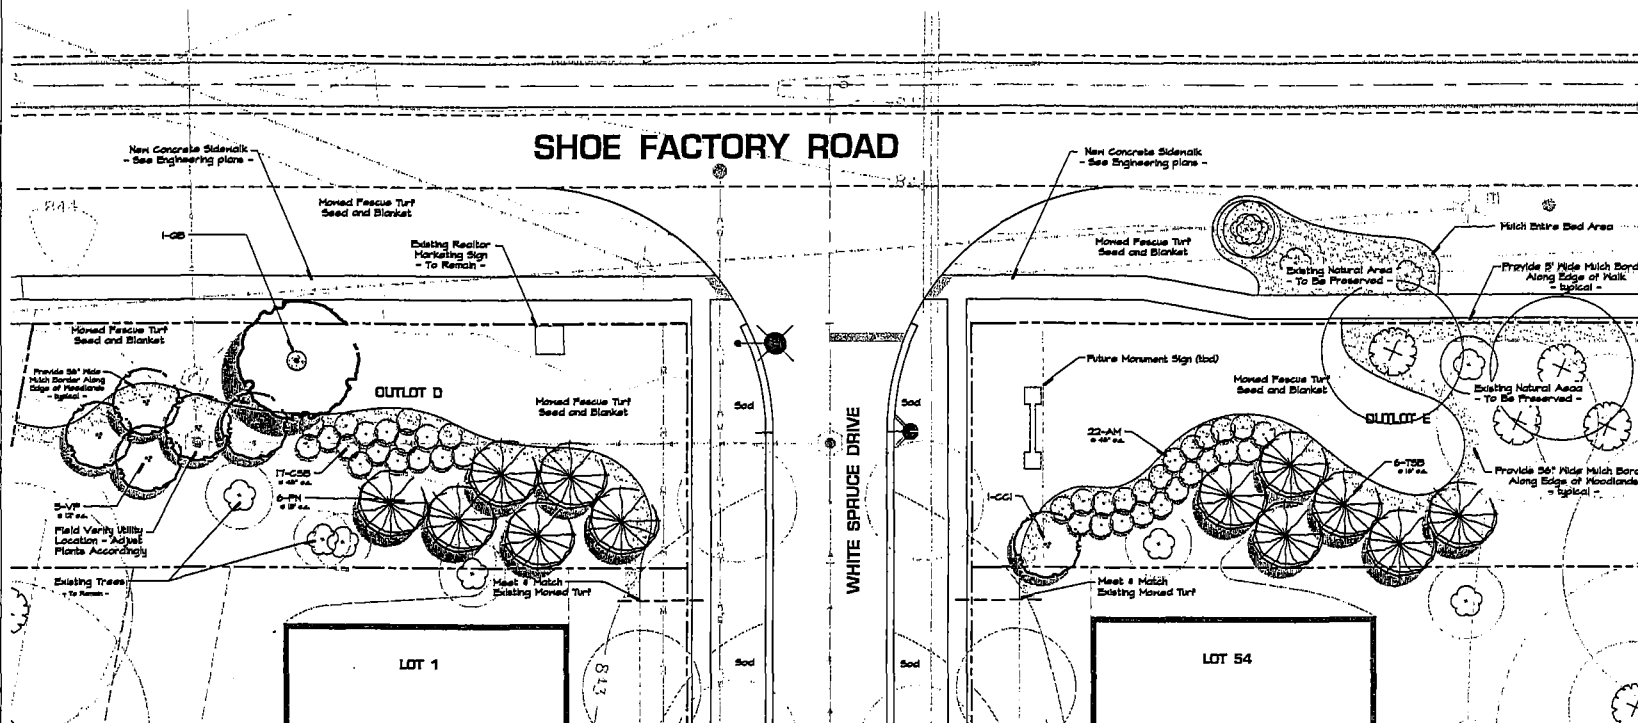 SHOE FACTORY ROAD
New Concrete Sidewalk
- See Engineering plans -
New Concrete Sidewalk
- See Engineering plans -
844
Mowed Fescue Turf
Seed and Blanket
1-GB
Existing Realtor
Marketing Sign
- To Remain -
Mowed Fescue Turf
Seed and Blanket
Mulch Entire Bed Area
Existing Natural Area
- To Be Preserved -
Provide 5' Wide Mulch Bord
Along Edge of Walk
- typical -
Mowed Fescue Turf
Seed and Blanket
Provide 36" Wide
Mulch Border Along
Edge of Woodlands
- typical -
OUTLOT D
Mowed Fescue Turf
Seed and Blanket
Sod
WHITE SPRUCE DRIVE
Sod
Future Monument Sign (tbd)
Mowed Fescue Turf
Seed and Blanket
Existing Natural Area
- To Be Preserved -
OUTLOT E
22-AM
17-CSB
6-PN
5-VP
Field Verify Utility
Location - Adjust
Plants Accordingly
Existing Trees
- To Remain -
Meet & Match
Existing Mowed Turf
1-CC1
6-TSB
Provide 36" Wide Mulch Bord
Along Edge of Woodlands
- typical -
Meet & Match
Existing Mowed Turf
LOT 1
843
Sod
Sod
LOT 54